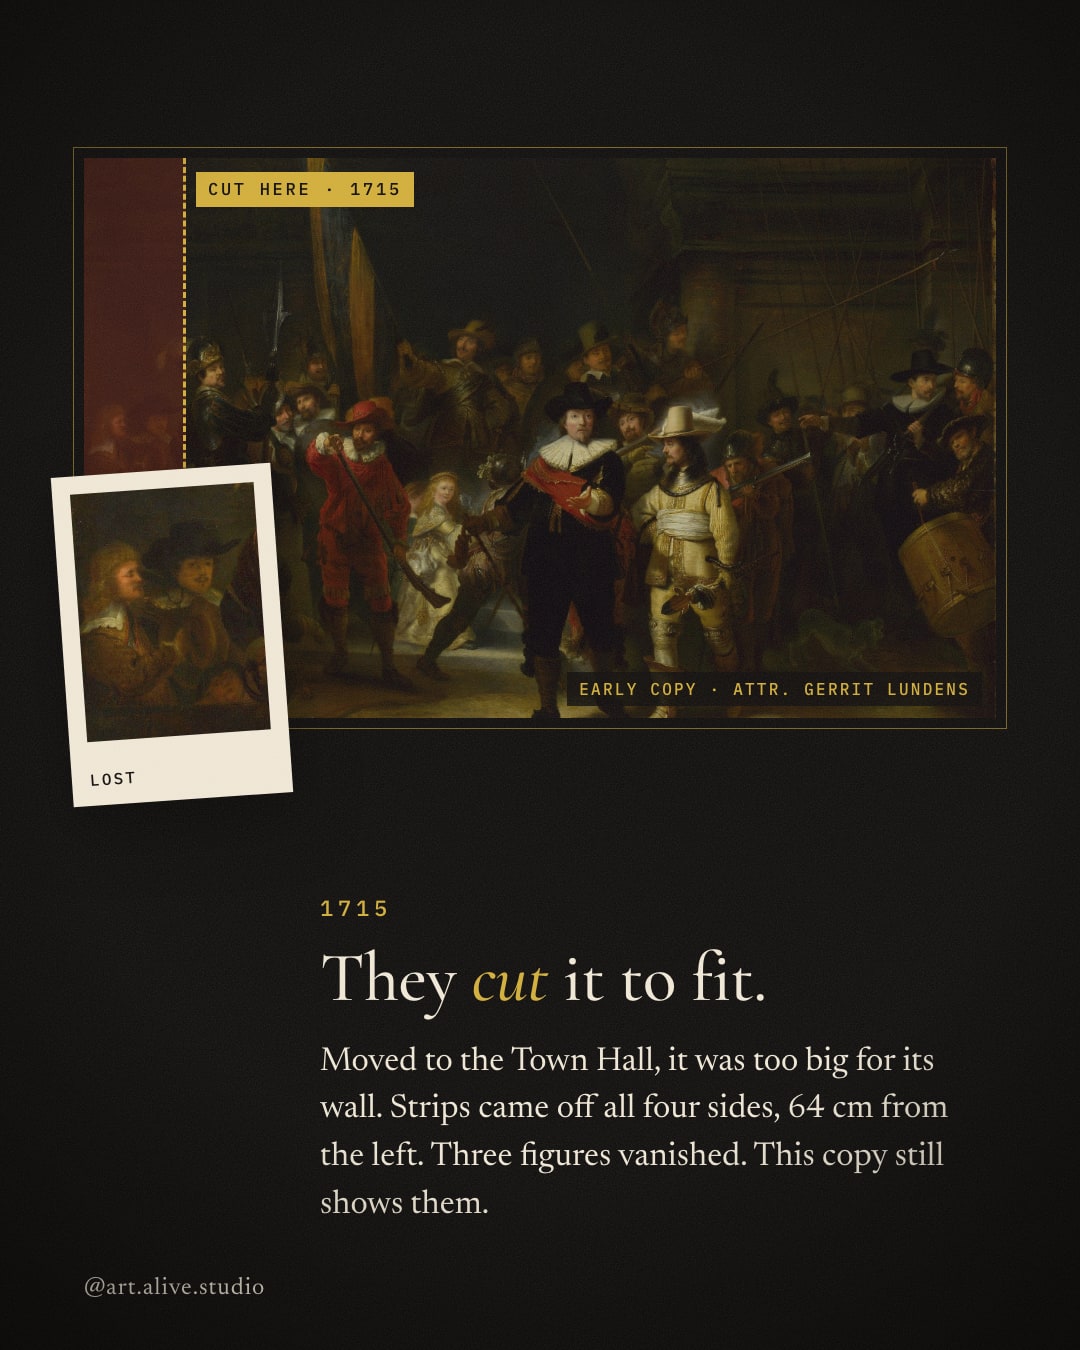 CUT HERE · 1715
EARLY COPY · ATTR. GERRIT LUNDENS
LOST
1715
They cut it to fit.
Moved to the Town Hall, it was too big for its
wall. Strips came off all four sides, 64 cm from
the left. Three figures vanished. This copy still
shows them.
@art.alive.studio